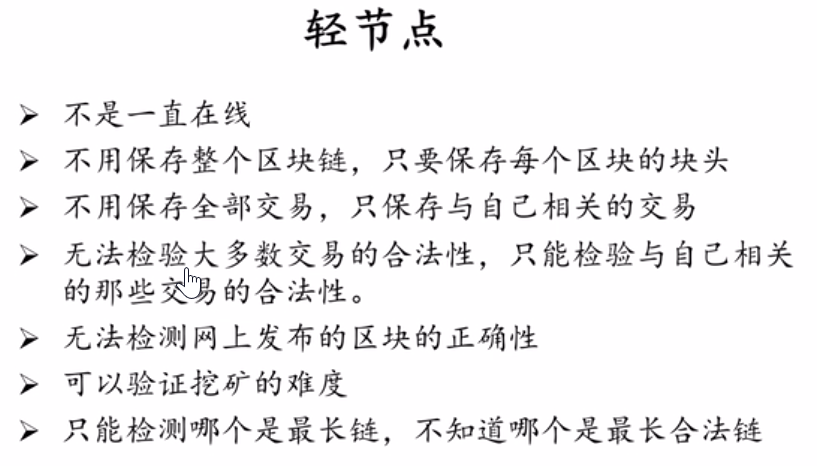 轻节点
➢ 不是一直在线
➢ 不用保存整个区块链，只要保存每个区块的块头
➢ 不用保存全部交易，只保存与自己相关的交易
➢ 无法检验大多数交易的合法性，只能检验与自己相关
的那些交易的合法性。
➢ 无法检测网上发布的区块的正确性
➢ 可以验证挖矿的难度
➢ 只能检测哪个是最长链，不知道哪个是最长合法链